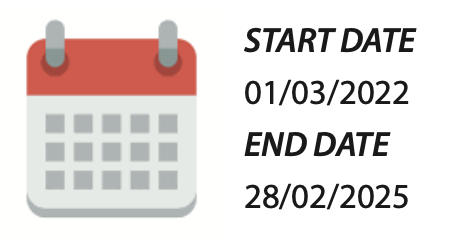 START DATE
01/03/2022
END DATE
28/02/2025